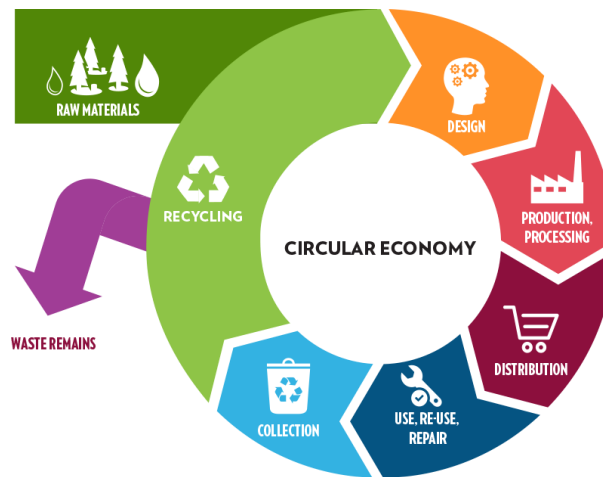 RAW MATERIALS
DESIGN
PRODUCTION,
PROCESSING
DISTRIBUTION
USE, RE-USE,
REPAIR
COLLECTION
RECYCLING
WASTE REMAINS
CIRCULAR ECONOMY